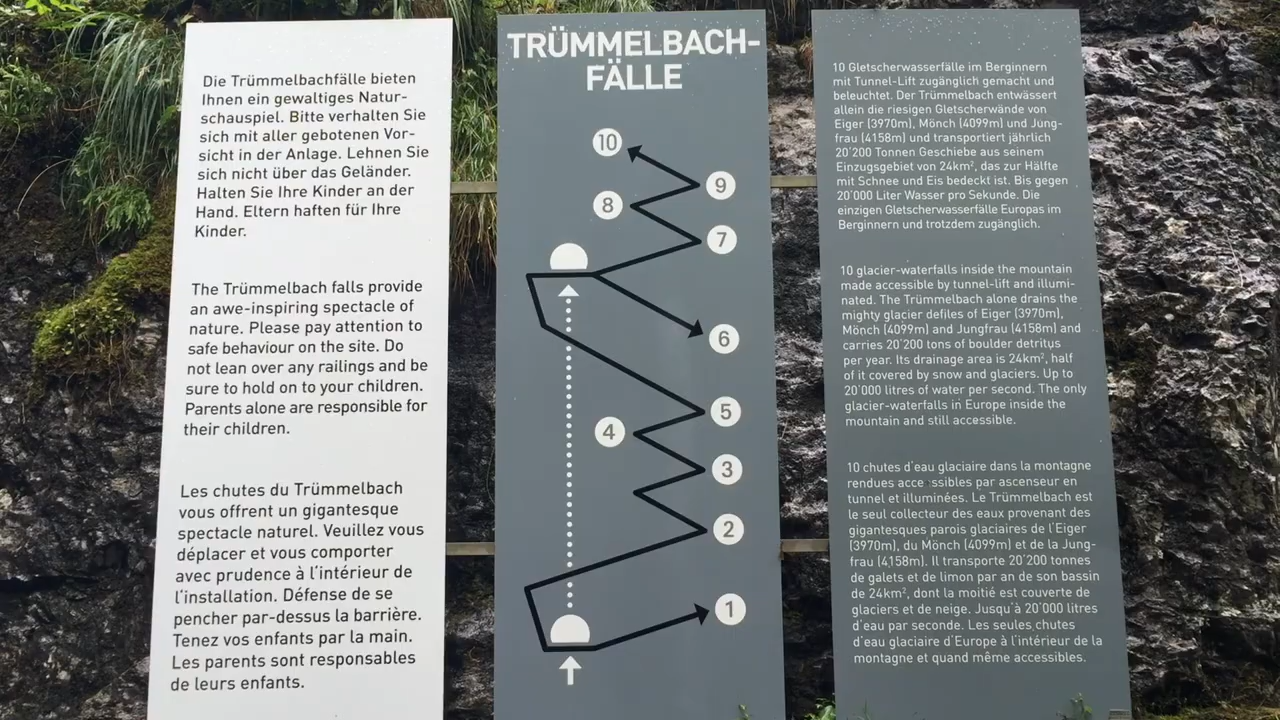 Die Trümmelbachfälle bieten
Ihnen ein gewaltiges Natur-
schauspiel. Bitte verhalten Sie
sich mit aller gebotenen Vor-
sicht in der Anlage. Lehnen Sie
sich nicht über das Geländer.
Halten Sie Ihre Kinder an der
Hand. Eltern haften für Ihre
Kinder.
The Trümmelbach falls provide
an awe-inspiring spectacle of
nature. Please pay attention to
safe behaviour on the site. Do
not lean over any railings and be
sure to hold on to your children.
Parents alone are responsible for
their children.
Les chutes du Trümmelbach
vous offrent un gigantesque
spectacle naturel. Veuillez vous
déplacer et vous comporter
avec prudence à l'intérieur de
l'installation. Défense de se
pencher par-dessus la barrière.
Tenez vos enfants par la main.
Les parents sont responsables
de leurs enfants.
TRÜMMELBACH-
FÄLLE
10
9
8
7
6
5
4
3
2
1
10 Gletscherwasserfälle im Berginnern
mit Tunnel-Lift zugänglich gemacht und
beleuchtet. Der Trümmelbach entwässert
allein die riesigen Gletscherwände von
Eiger (3970m), Mönch (4099m) und Jung-
frau (4158m) und transportiert jährlich
20'200 Tonnen Geschiebe aus seinem
Einzugsgebiet von 24km², das zur Hälfte
mit Schnee und Eis bedeckt ist. Bis gegen
20'000 Liter Wasser pro Sekunde. Die
einzigen Gletscherwasserfälle Europas im
Berginnern und trotzdem zugänglich.
10 glacier-waterfalls inside the mountain
made accessible by tunnel-lift and illumi-
nated. The Trümmelbach alone drains the
mighty glacier defiles of Eiger (3970m),
Mönch (4099m) and Jungfrau (4158m) and
carries 20'200 tons of boulder detritus
per year. Its drainage area is 24km², half
of it covered by snow and glaciers. Up to
20'000 litres of water per second. The only
glacier-waterfalls in Europe inside the
mountain and still accessible.
10 chutes d'eau glaciaire dans la montagne
rendues acce ssibles par ascenseur en
tunnel et illuminées. Le Trümmelbach est
le seul collecteur des eaux provenant des
gigantesques parois glaciaires de l'Eiger
(3970m), du Mönch (4099m) et de la Jung-
frau (4158m). Il transporte 20'200 tonnes
de galets et de limon par an de son bassin
de 24km², dont la moitié est couverte de
glaciers et de neige. Jusqu'à 20'000 litres
d'eau par seconde. Les seules chutes
d'eau glaciaire d'Europe à l'intérieur de la
montagne et quand même accessibles.